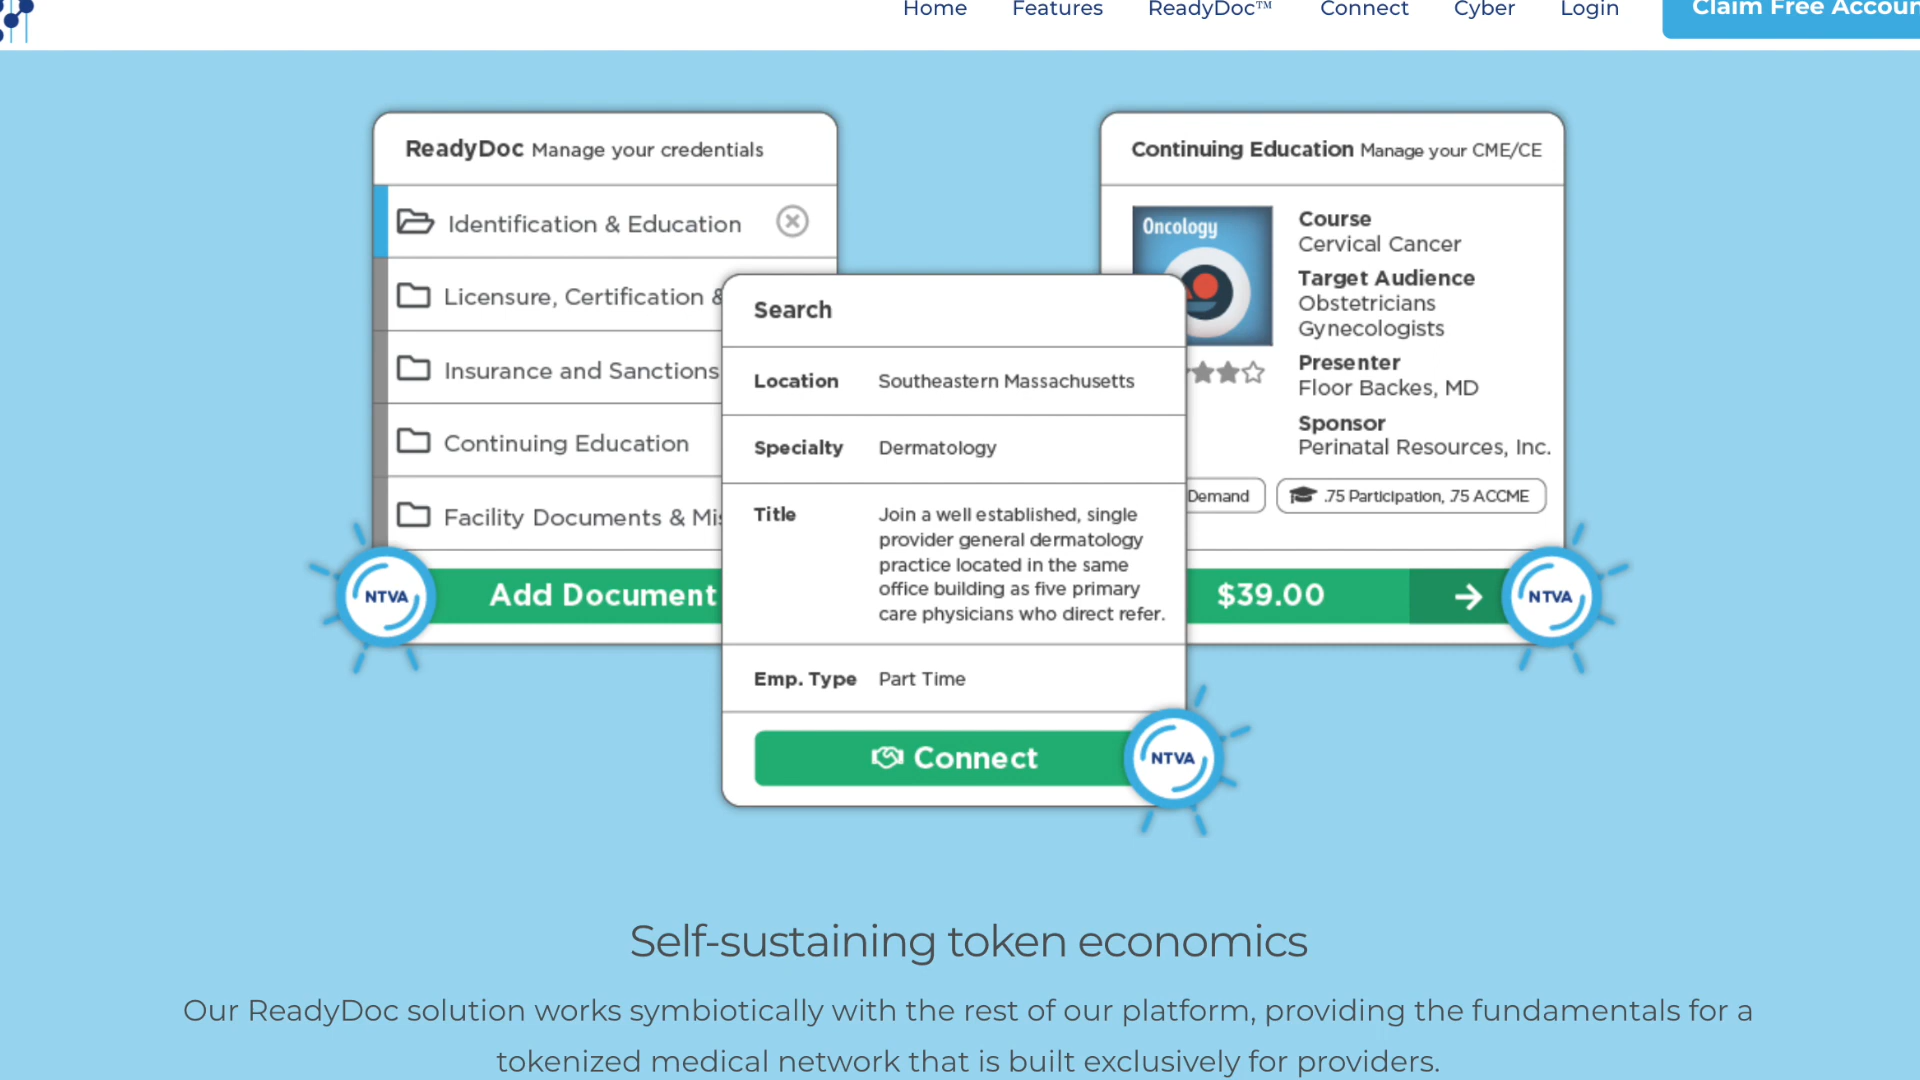 Home Features ReadyDoc™ Connect Cyber Login Claim Free Accoun
ReadyDoc Manage your credentials
Identification & Education
Licensure, Certification &
Insurance and Sanctions
Continuing Education
Facility Documents & Mis
NTVA Add Document
Search
Location Southeastern Massachusetts
Specialty Dermatology
Title Join a well established, single
provider general dermatology
practice located in the same
office building as five primary
care physicians who direct refer.
Emp. Type Part Time
Connect NTVA
Continuing Education Manage your CME/CE
Oncology
Course
Cervical Cancer
Target Audience
Obstetricians
Gynecologists
Presenter
Floor Backes, MD
Sponsor
Perinatal Resources, Inc.
Demand .75 Participation, .75 ACCME
$39.00 NTVA
Self-sustaining token economics
Our ReadyDoc solution works symbiotically with the rest of our platform, providing the fundamentals for a
tokenized medical network that is built exclusively for providers.